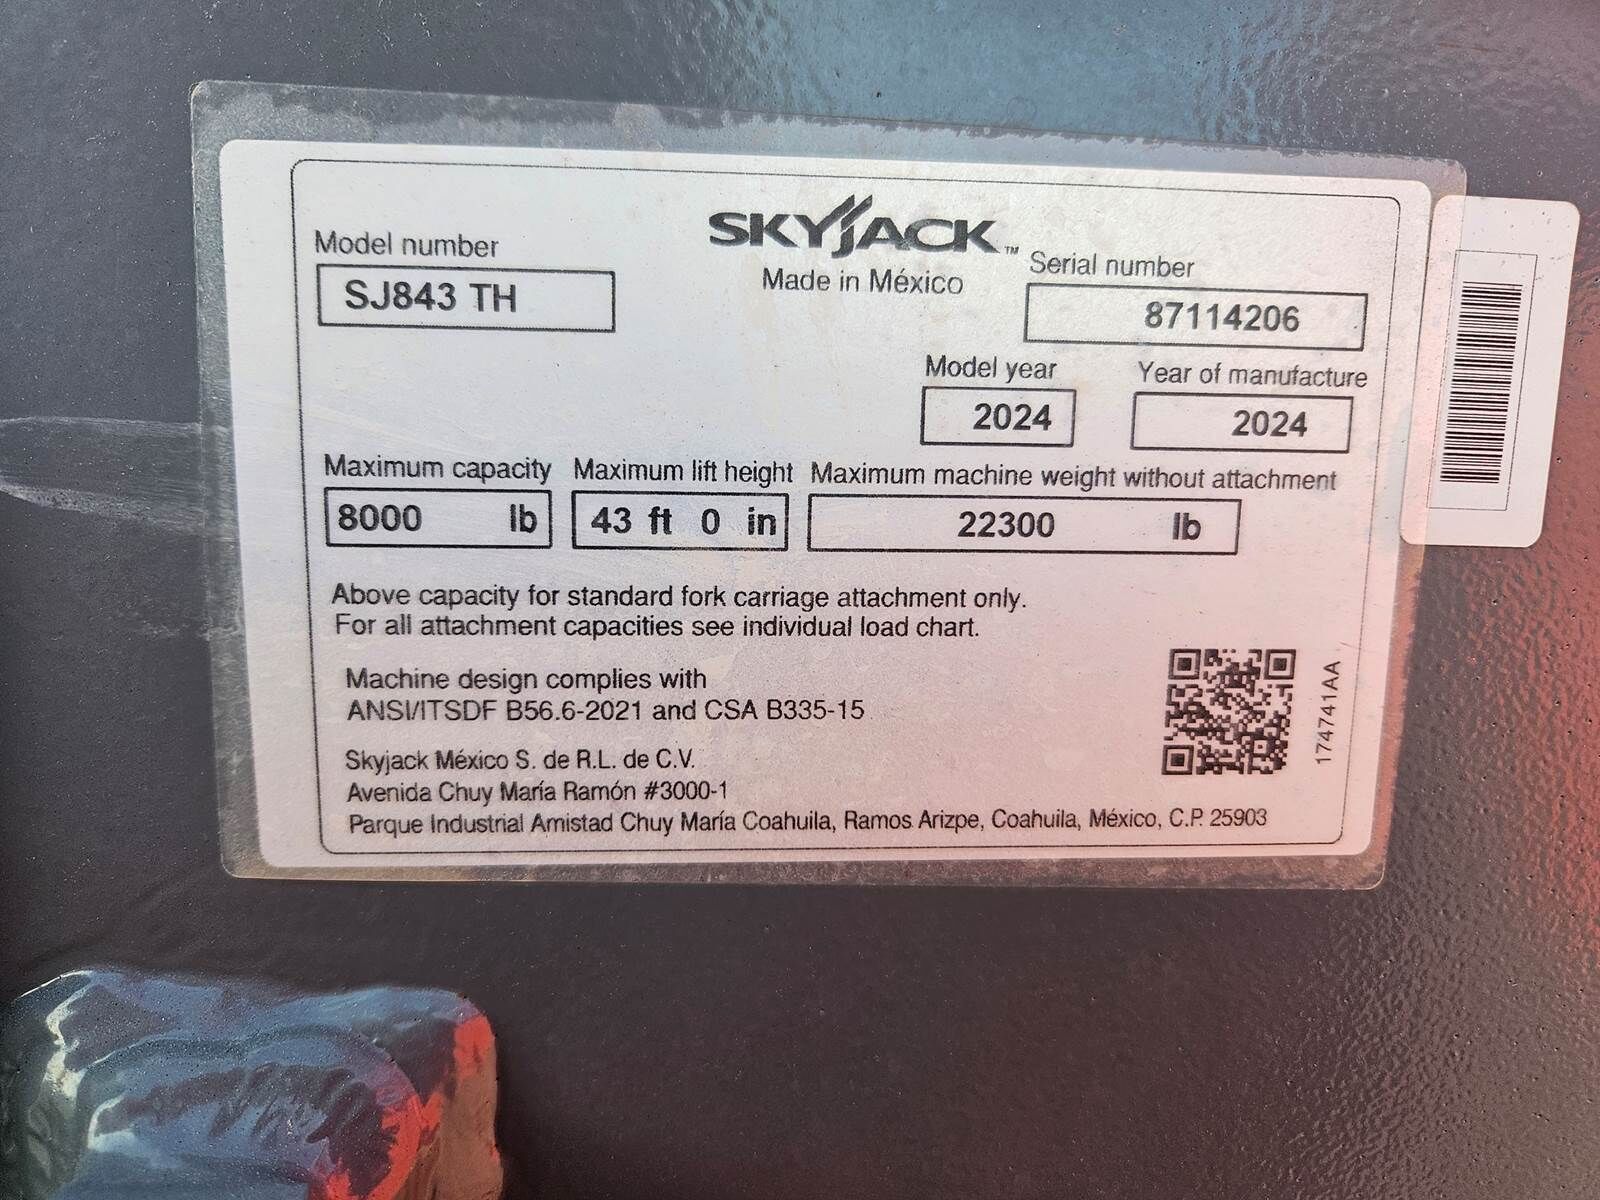 SKYJACK™
Made in México
Model number
SJ843 TH
Serial number
87114206
Model year
2024
Year of manufacture
2024
Maximum capacity
8000 lb
Maximum lift height
43 ft 0 in
Maximum machine weight without attachment
22300 lb
Above capacity for standard fork carriage attachment only.
For all attachment capacities see individual load chart.
Machine design complies with
ANSI/ITSDF B56.6-2021 and CSA B335-15
Skyjack México S. de R.L. de C.V.
Avenida Chuy María Ramón #3000-1
Parque Industrial Amistad Chuy María Coahuila, Ramos Arizpe, Coahuila, México, C.P. 25903
174741AA